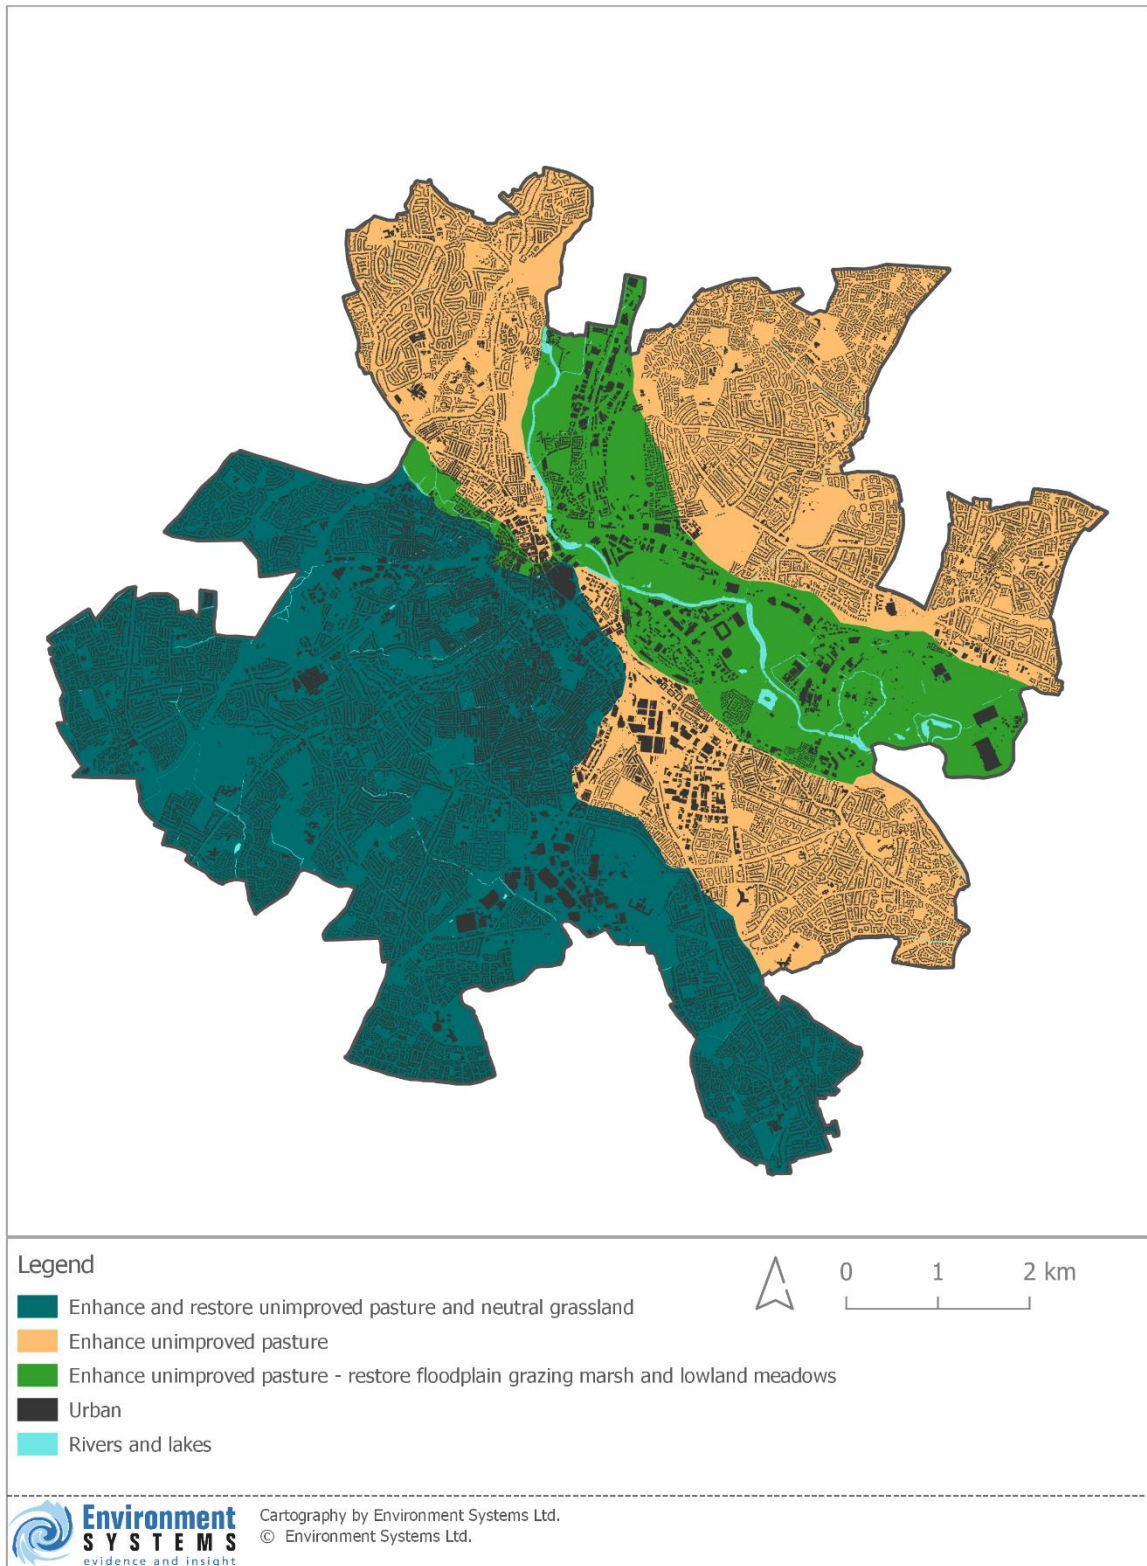 Legend
Enhance and restore unimproved pasture and neutral grassland
Enhance unimproved pasture
Enhance unimproved pasture - restore floodplain grazing marsh and lowland meadows
Urban
Rivers and lakes
0 1 2 km
Environment
SYSTEMS
evidence and insight
Cartography by Environment Systems Ltd.
© Environment Systems Ltd.